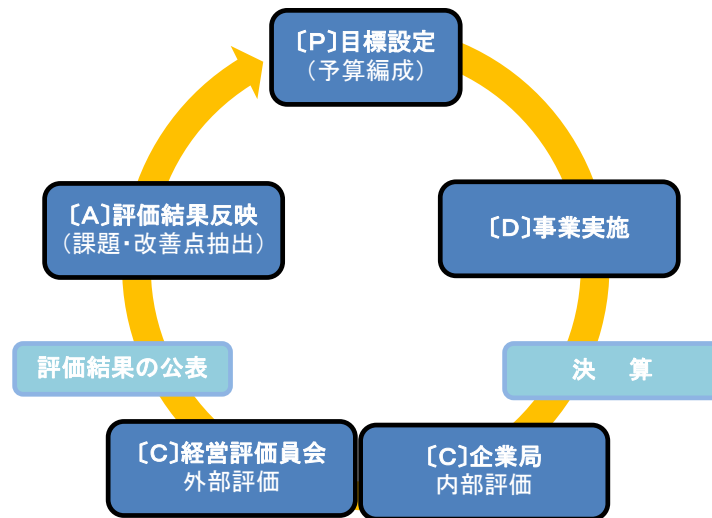 〔P〕目標設定
（予算編成）
〔D〕事業実施
決　算
〔C〕企業局
内部評価
〔C〕経営評価員会
外部評価
評価結果の公表
〔A〕評価結果反映
（課題・改善点抽出）